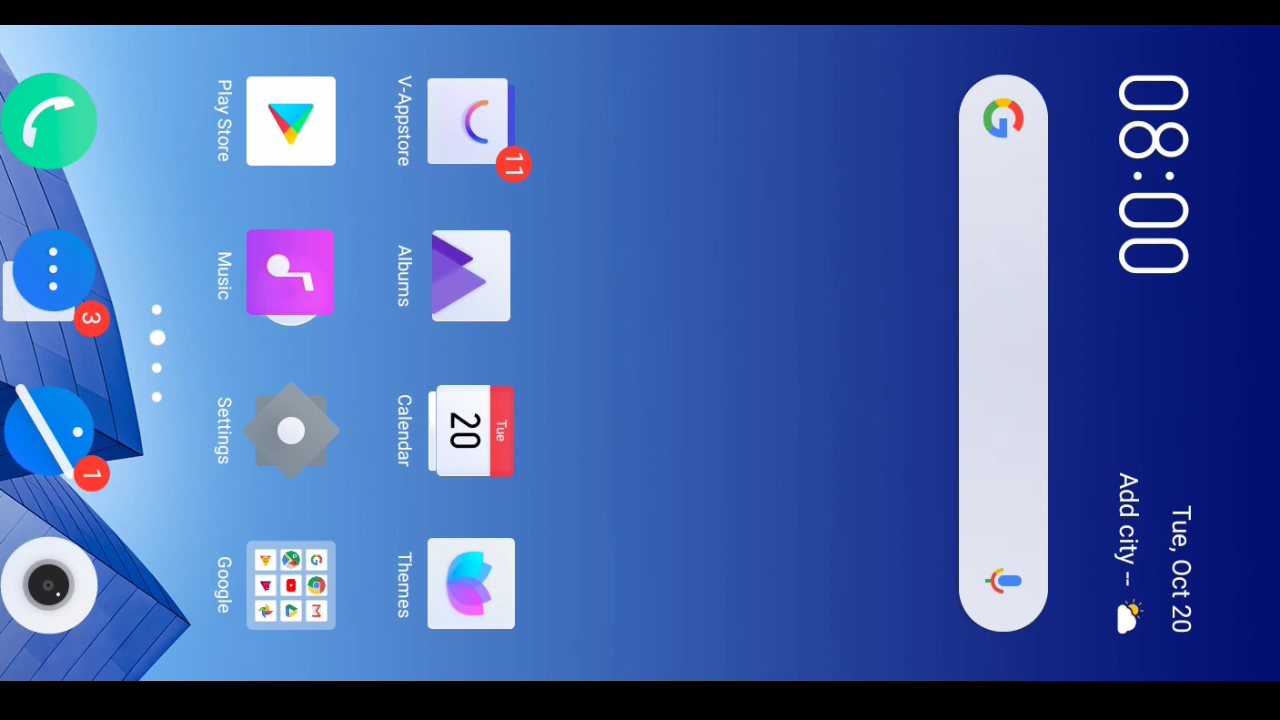 08:00
Tue, Oct 20
Add city --
11
V-Appstore
Albums
Tue
20
Calendar
Themes
Play Store
Music
Settings
Google
3
1